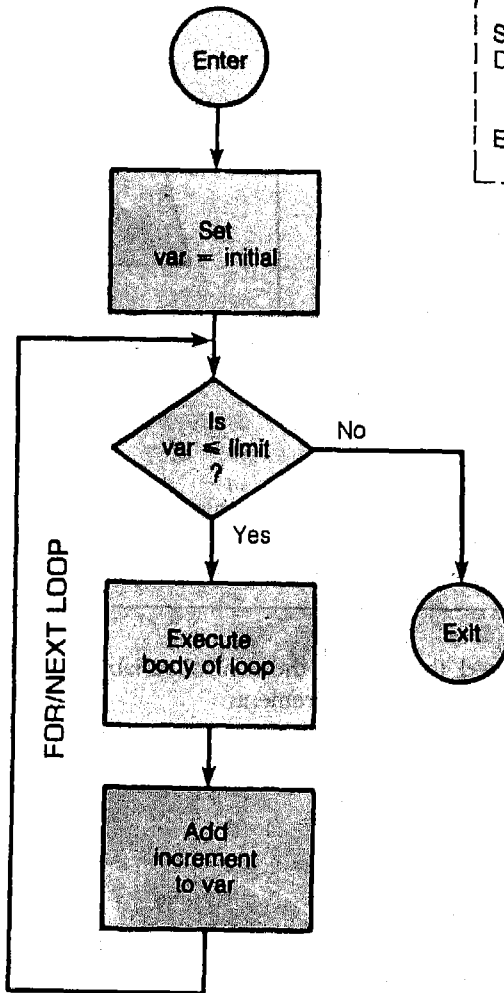 Enter
S
D
E
Set
var = initial
Is
var ⩽ limit
?
No
Yes
FOR/NEXT LOOP
Execute
body of loop
Exit
Add
increment
to var